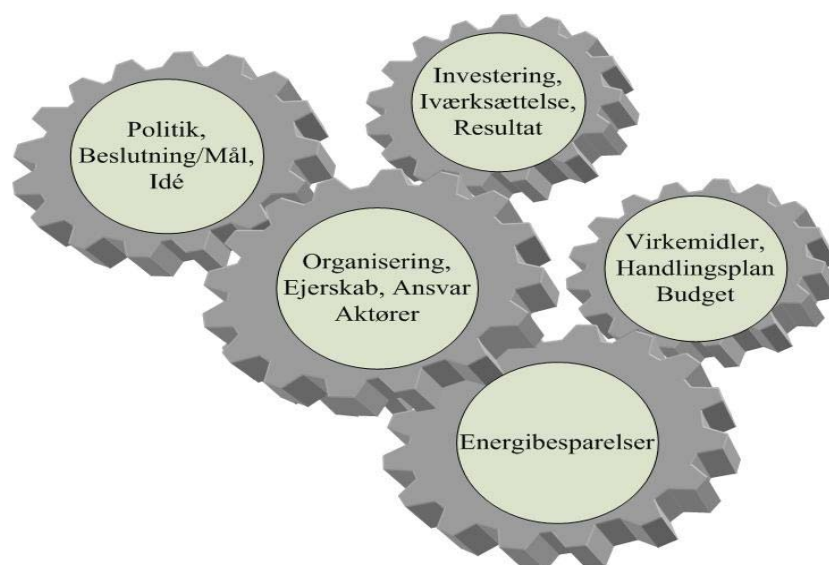 Politik,
Beslutning/Mål,
Idé
Investering,
Iværksættelse,
Resultat
Organisering,
Ejerskab, Ansvar
Aktører
Virkemidler,
Handlingsplan
Budget
Energibesparelser